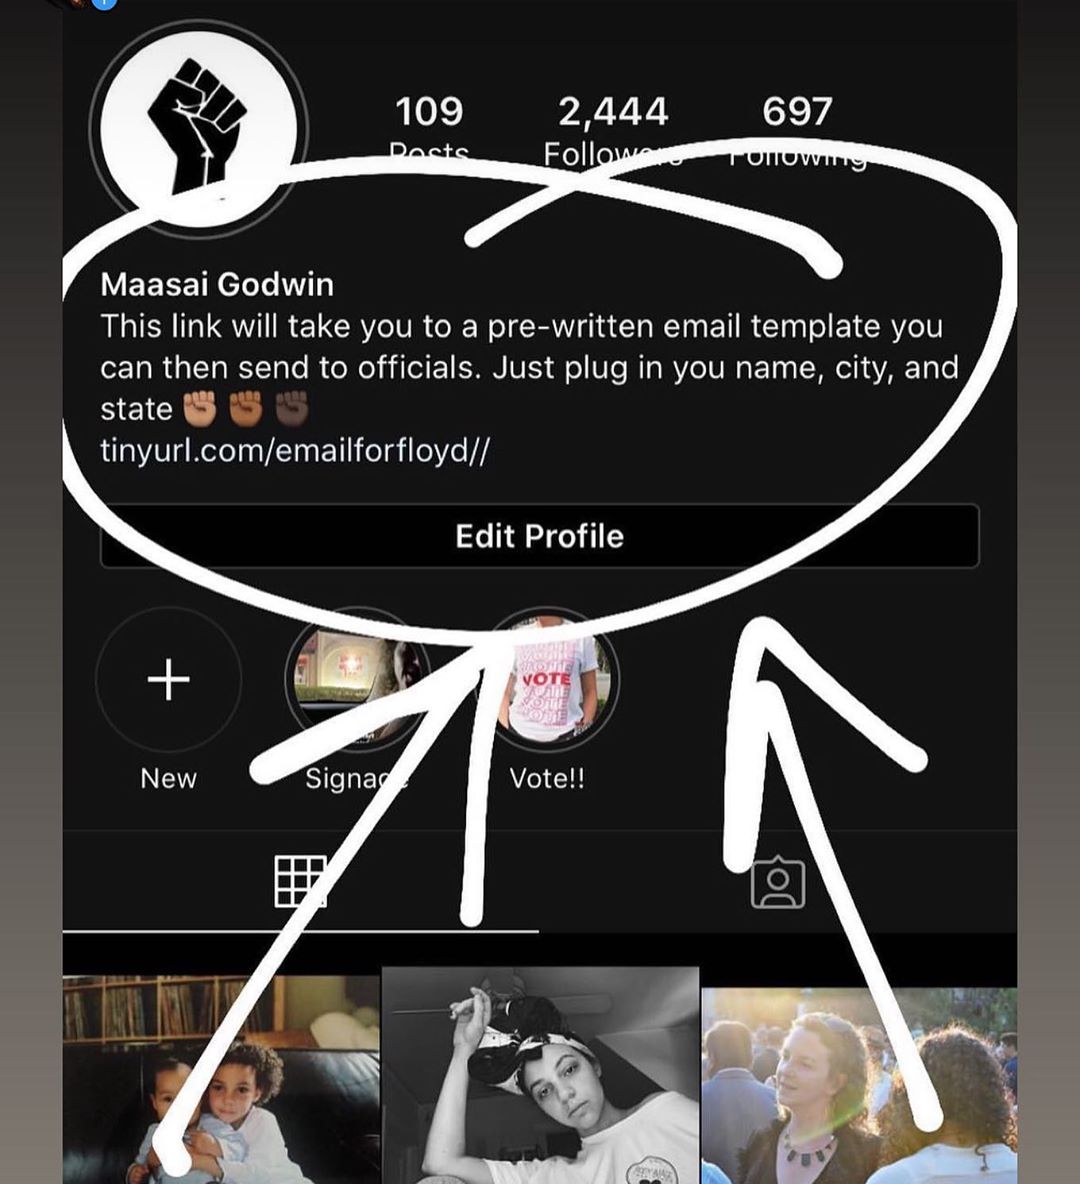 109 2,444 697
Posts Followers Following
Maasai Godwin
This link will take you to a pre-written email template you
can then send to officials. Just plug in you name, city, and
state ✊🏼 ✊🏾 ✊🏿
tinyurl.com/emailforfloyd//
Edit Profile
VOTE
VOTE
VOTE
VOTE
VOTE
New Signage Vote!!